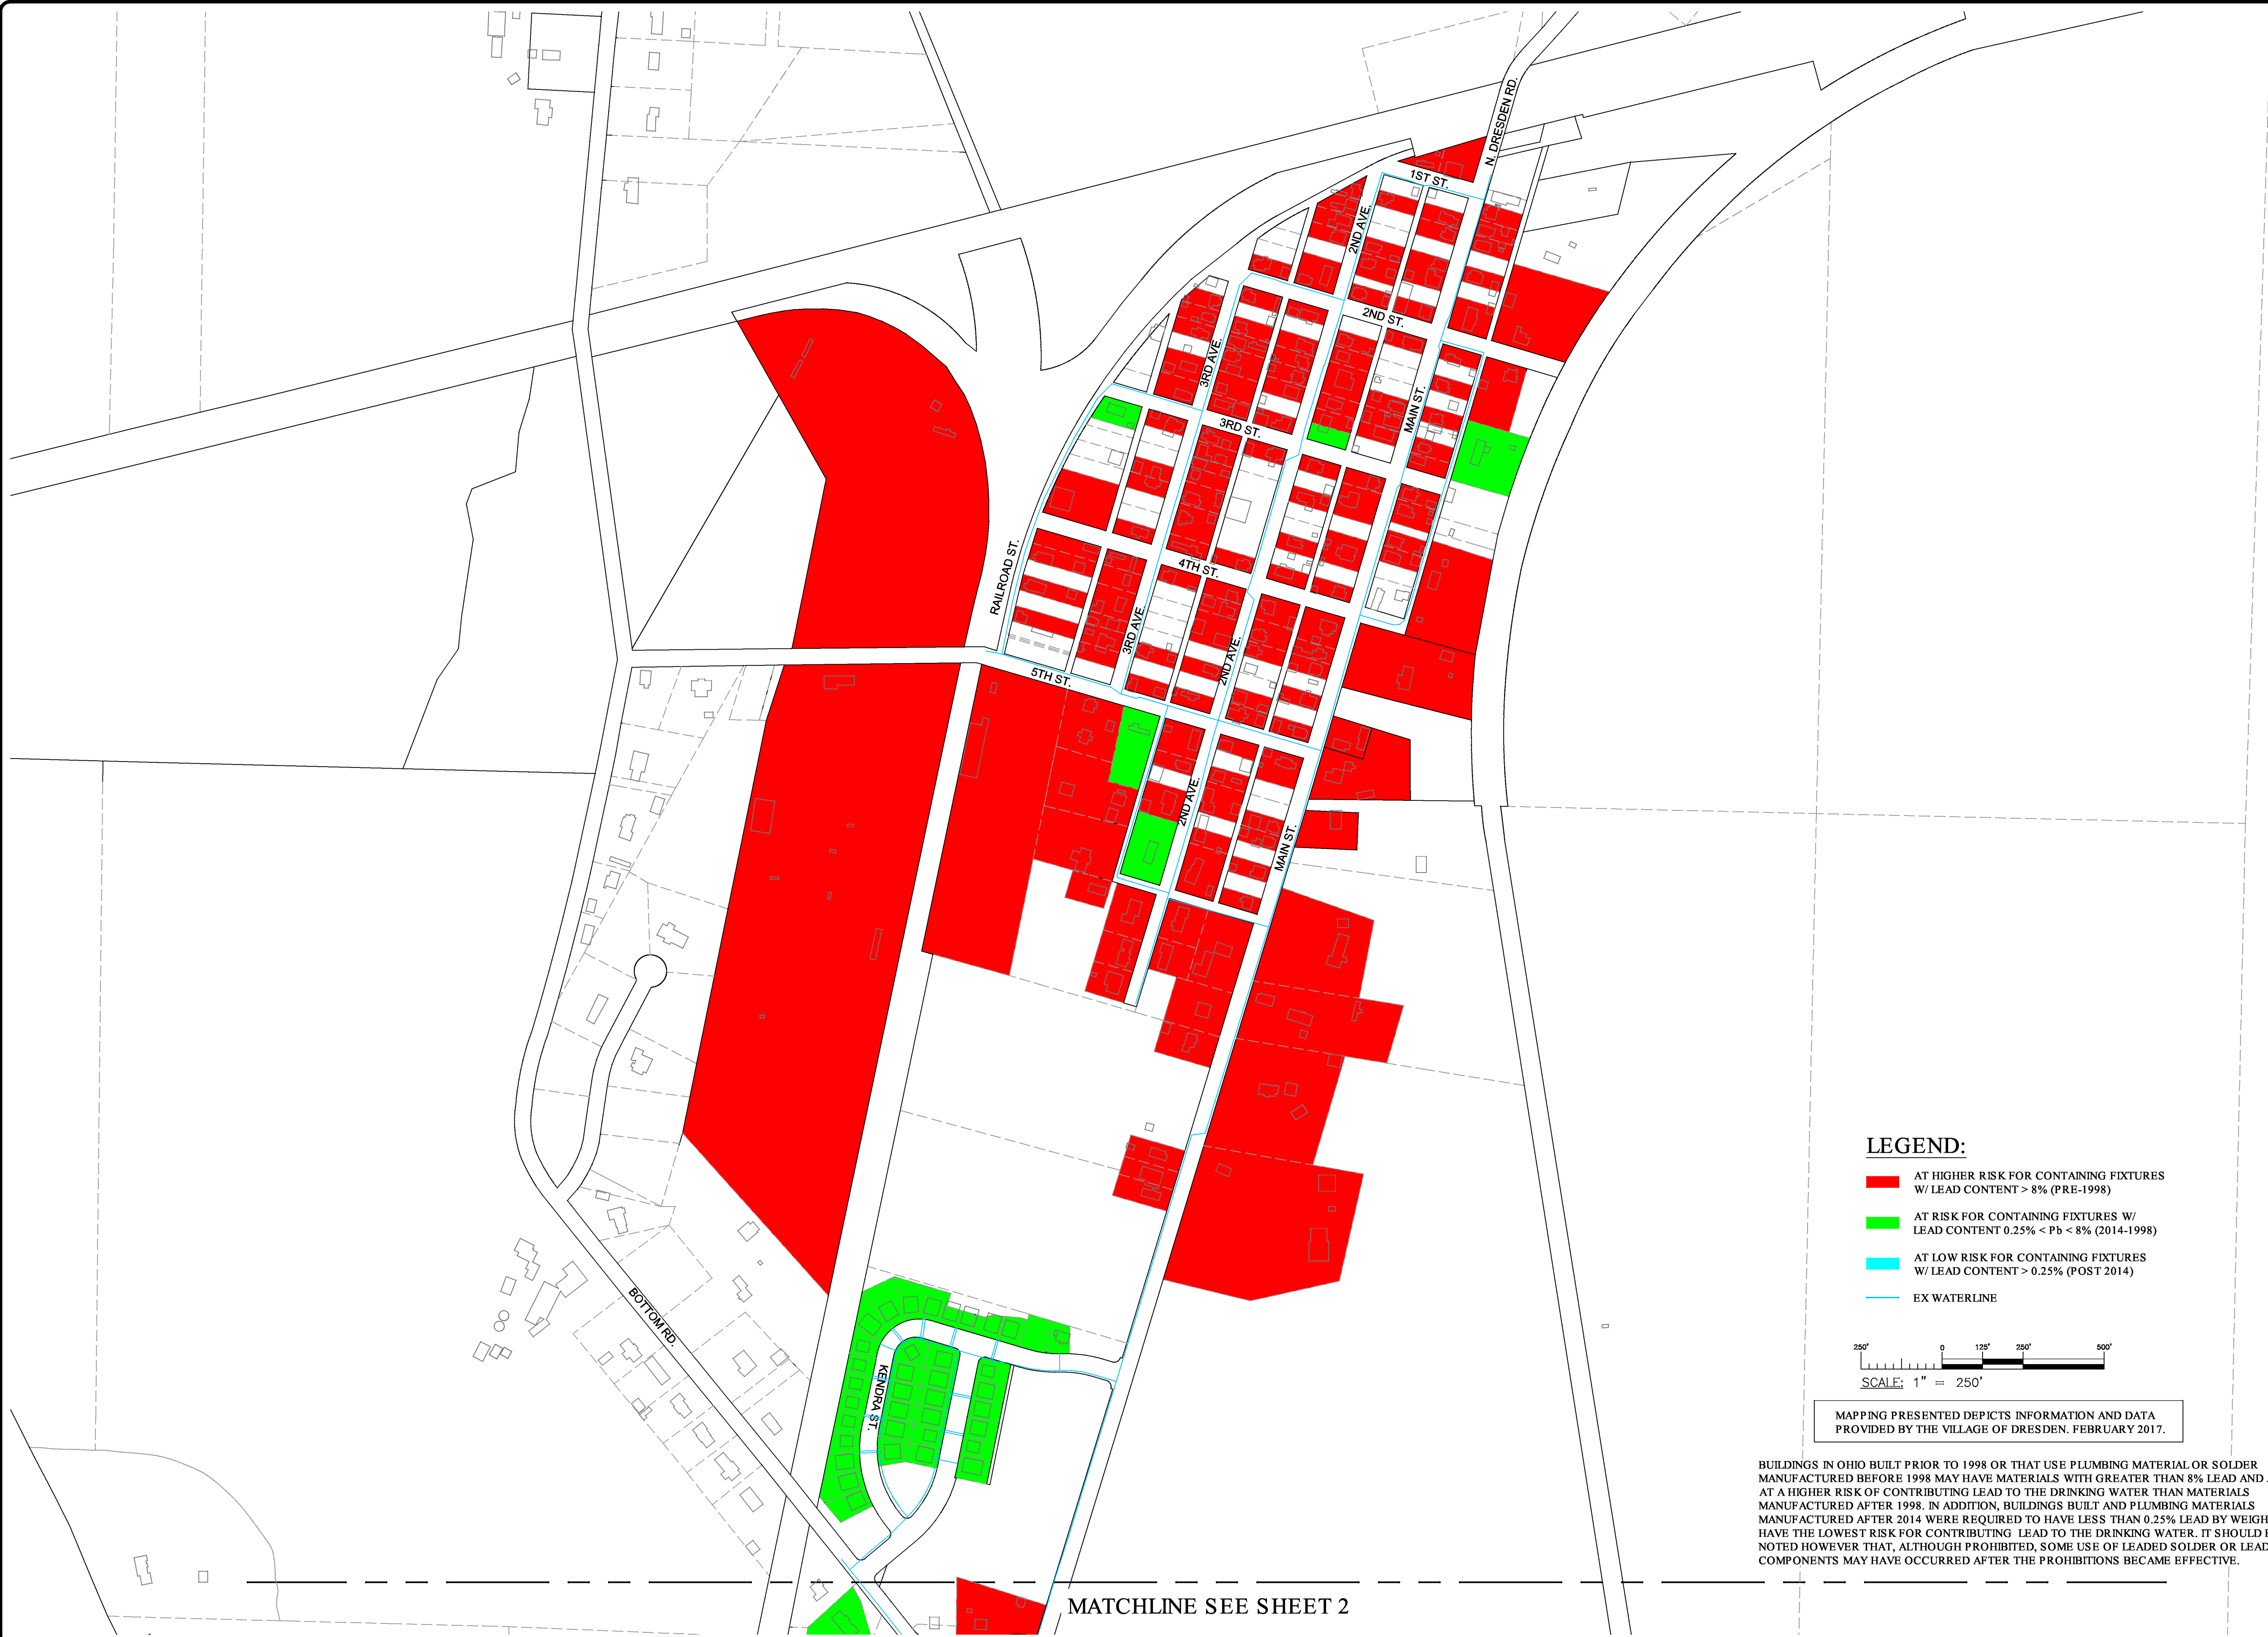 N. DRESDEN RD.
1ST ST.
2ND AVE.
2ND ST.
3RD AVE.
MAIN ST.
3RD ST.
4TH ST.
RAILROAD ST.
3RD AVE.
2ND AVE.
5TH ST.
2ND AVE.
MAIN ST.
BOTTOM RD.
KENDRA ST.
LEGEND:
AT HIGHER RISK FOR CONTAINING FIXTURES
W/ LEAD CONTENT > 8% (PRE-1998)
AT RISK FOR CONTAINING FIXTURES W/
LEAD CONTENT 0.25% < Pb < 8% (2014-1998)
AT LOW RISK FOR CONTAINING FIXTURES
W/ LEAD CONTENT > 0.25% (POST 2014)
EX WATERLINE
250' 0 125' 250' 500'
SCALE: 1" = 250'
MAPPING PRESENTED DEPICTS INFORMATION AND DATA
PROVIDED BY THE VILLAGE OF DRESDEN. FEBRUARY 2017.
BUILDINGS IN OHIO BUILT PRIOR TO 1998 OR THAT USE PLUMBING MATERIAL OR SOLDER
MANUFACTURED BEFORE 1998 MAY HAVE MATERIALS WITH GREATER THAN 8% LEAD AND
AT A HIGHER RISK OF CONTRIBUTING LEAD TO THE DRINKING WATER THAN MATERIALS
MANUFACTURED AFTER 1998. IN ADDITION, BUILDINGS BUILT AND PLUMBING MATERIALS
MANUFACTURED AFTER 2014 WERE REQUIRED TO HAVE LESS THAN 0.25% LEAD BY
HAVE THE LOWEST RISK FOR CONTRIBUTING LEAD TO THE DRINKING WATER. IT SHOULD
NOTED HOWEVER THAT, ALTHOUGH PROHIBITED, SOME USE OF LEADED SOLDER OR
COMPONENTS MAY HAVE OCCURRED AFTER THE PROHIBITIONS BECAME EFFECTIVE.
MATCHLINE SEE SHEET 2